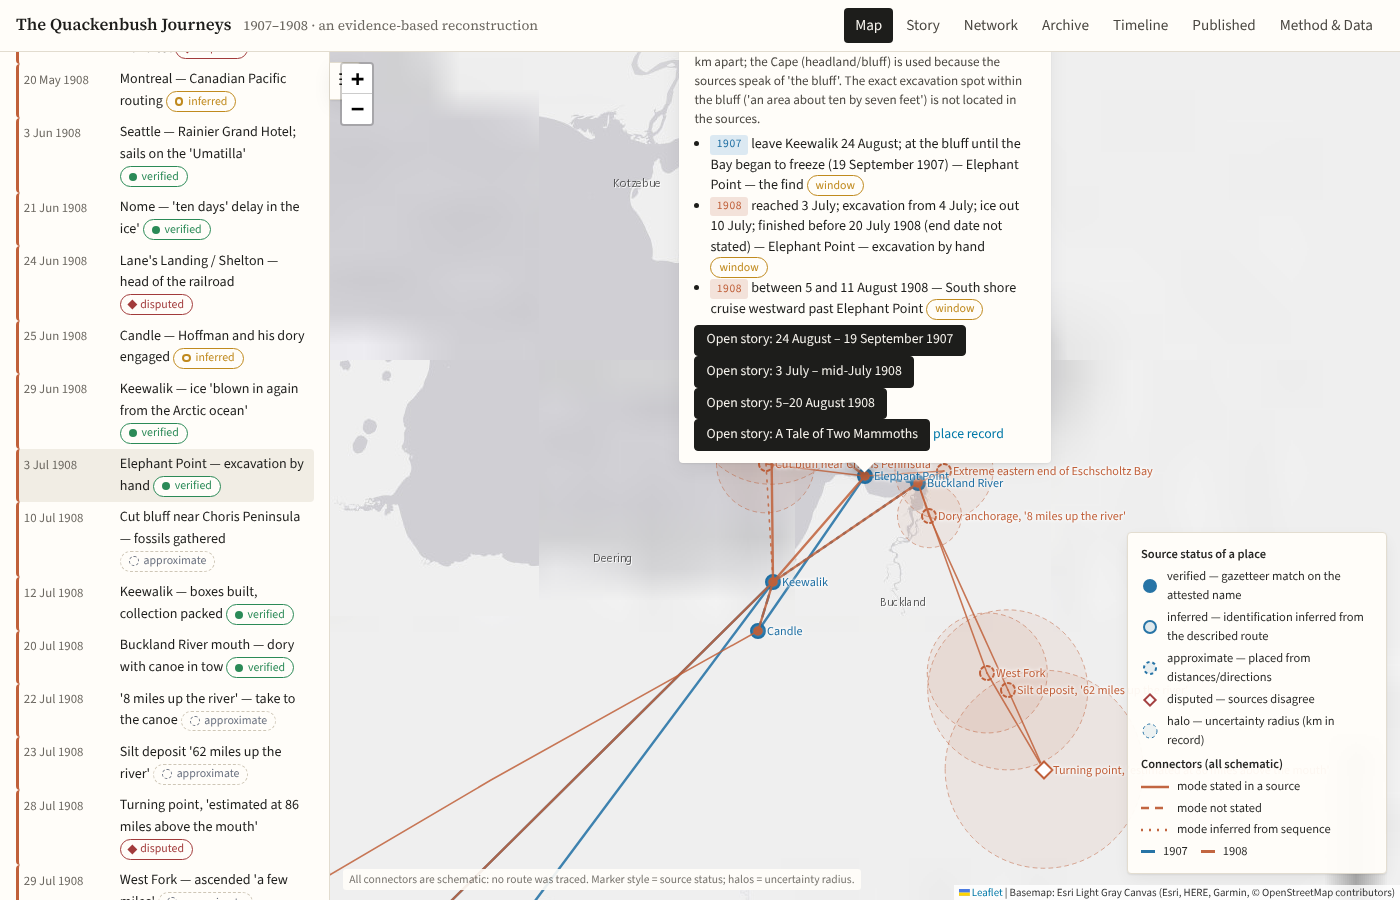 The Quackenbush Journeys 1907–1908 · an evidence-based reconstruction
Map Story Network Archive Timeline Published Method & Data
20 May 1908 Montreal — Canadian Pacific
routing inferred
3 Jun 1908 Seattle — Rainier Grand Hotel;
sails on the 'Umatilla'
verified
21 Jun 1908 Nome — 'ten days' delay in the
ice' verified
24 Jun 1908 Lane's Landing / Shelton —
head of the railroad
disputed
25 Jun 1908 Candle — Hoffman and his dory
engaged inferred
29 Jun 1908 Keewalik — ice 'blown in again
from the Arctic ocean'
verified
3 Jul 1908 Elephant Point — excavation by
hand verified
10 Jul 1908 Cut bluff near Choris Peninsula
— fossils gathered
approximate
12 Jul 1908 Keewalik — boxes built,
collection packed verified
20 Jul 1908 Buckland River mouth — dory
with canoe in tow verified
22 Jul 1908 '8 miles up the river' — take to
the canoe approximate
23 Jul 1908 Silt deposit '62 miles up the
river' approximate
28 Jul 1908 Turning point, 'estimated at 86
miles above the mouth'
disputed
29 Jul 1908 West Fork — ascended 'a few
+
−
km apart; the Cape (headland/bluff) is used because the
sources speak of 'the bluff'. The exact excavation spot within
the bluff ('an area about ten by seven feet') is not located in
the sources.
1907 leave Keewalik 24 August; at the bluff until the
Bay began to freeze (19 September 1907) — Elephant
Point — the find window
1908 reached 3 July; excavation from 4 July; ice out
10 July; finished before 20 July 1908 (end date not
stated) — Elephant Point — excavation by hand
window
1908 between 5 and 11 August 1908 — South shore
cruise westward past Elephant Point window
Open story: 24 August – 19 September 1907
Open story: 3 July – mid-July 1908
Open story: 5–20 August 1908
Open story: A Tale of Two Mammoths place record
Kotzebue
Cut bluff near Choris Peninsula
Elephant Point
Extreme eastern end of Eschscholtz Bay
Buckland River
Dory anchorage, '8 miles up the river'
Deering
Keewalik
Buckland
Candle
West Fork
Silt deposit, '62 miles
Turning point,
Source status of a place
verified — gazetteer match on the
attested name
inferred — identification inferred from
the described route
approximate — placed from
distances/directions
disputed — sources disagree
halo — uncertainty radius (km in
record)
Connectors (all schematic)
mode stated in a source
mode not stated
mode inferred from sequence
1907 1908
All connectors are schematic: no route was traced. Marker style = source status; halos = uncertainty radius.
Leaflet | Basemap: Esri Light Gray Canvas (Esri, HERE, Garmin, © OpenStreetMap contributors)